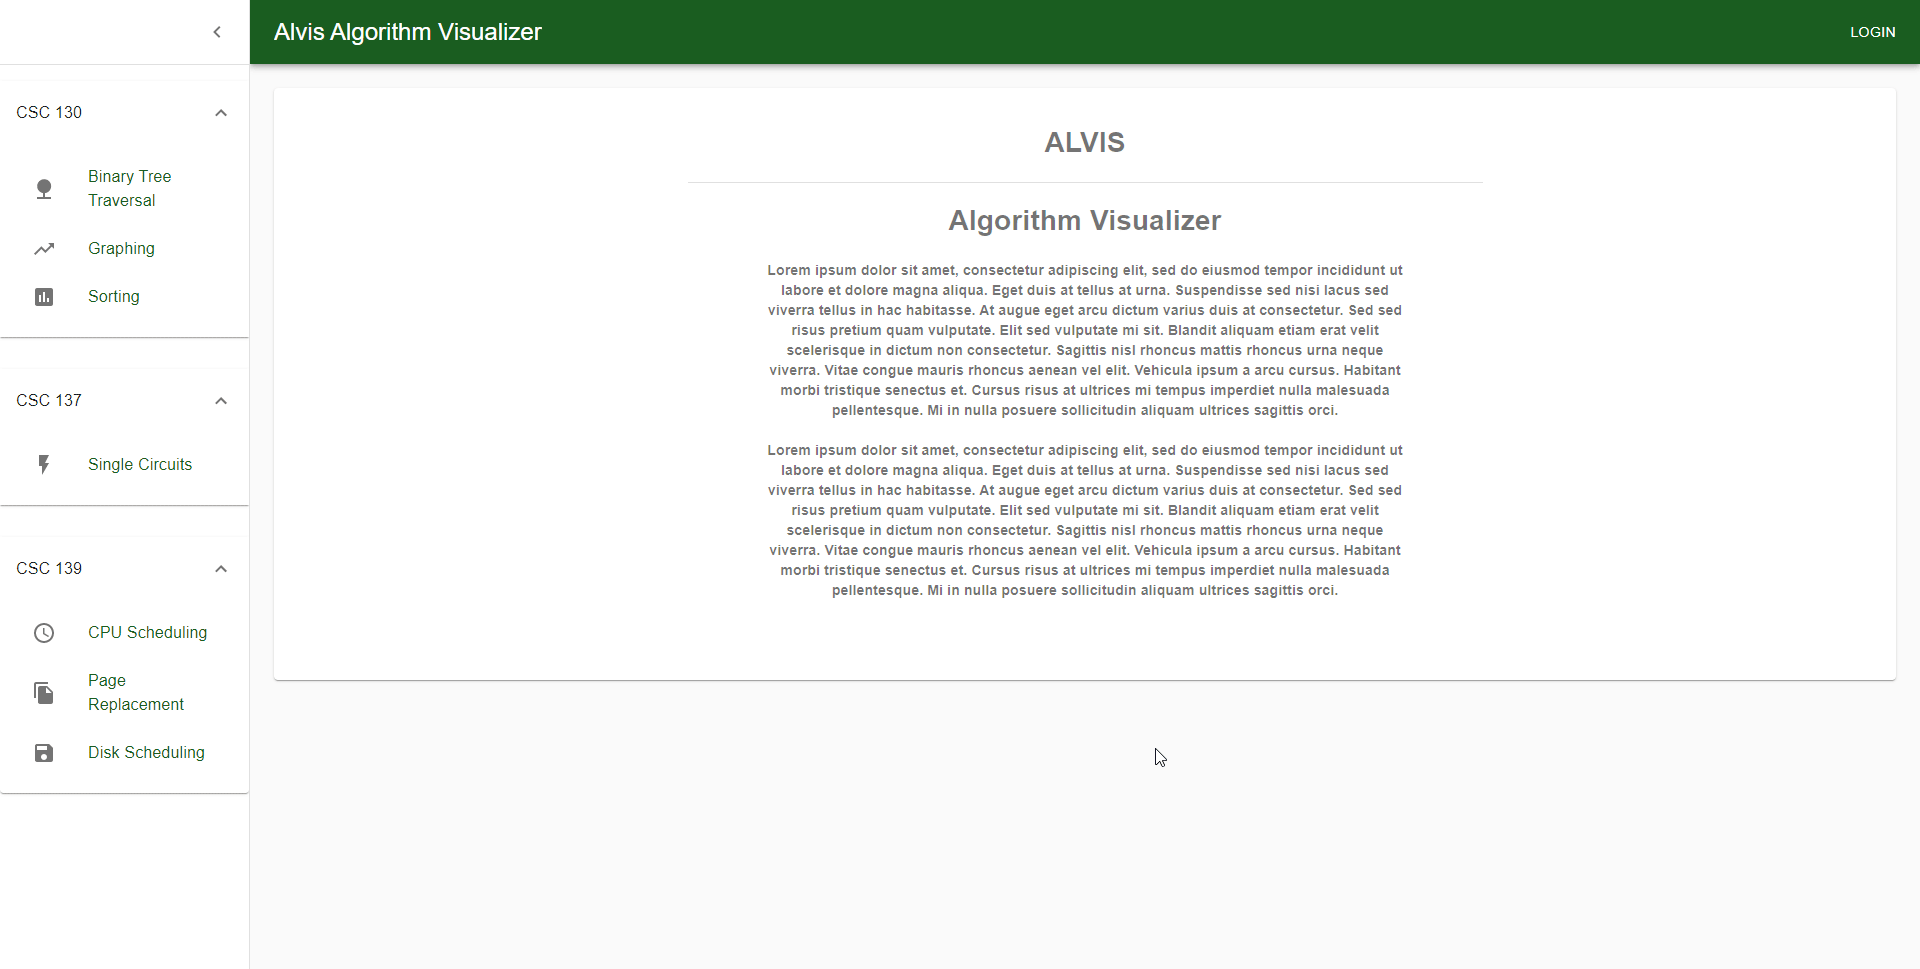 Alvis Algorithm Visualizer
LOGIN
CSC 130
Binary Tree
Traversal
Graphing
Sorting
CSC 137
Single Circuits
CSC 139
CPU Scheduling
Page
Replacement
Disk Scheduling
ALVIS
Algorithm Visualizer
Lorem ipsum dolor sit amet, consectetur adipiscing elit, sed do eiusmod tempor incididunt ut
labore et dolore magna aliqua. Eget duis at tellus at urna. Suspendisse sed nisi lacus sed
viverra tellus in hac habitasse. At augue eget arcu dictum varius duis at consectetur. Sed sed
risus pretium quam vulputate. Elit sed vulputate mi sit. Blandit aliquam etiam erat velit
scelerisque in dictum non consectetur. Sagittis nisl rhoncus mattis rhoncus urna neque
viverra. Vitae congue mauris rhoncus aenean vel elit. Vehicula ipsum a arcu cursus. Habitant
morbi tristique senectus et. Cursus risus at ultrices mi tempus imperdiet nulla malesuada
pellentesque. Mi in nulla posuere sollicitudin aliquam ultrices sagittis orci.
Lorem ipsum dolor sit amet, consectetur adipiscing elit, sed do eiusmod tempor incididunt ut
labore et dolore magna aliqua. Eget duis at tellus at urna. Suspendisse sed nisi lacus sed
viverra tellus in hac habitasse. At augue eget arcu dictum varius duis at consectetur. Sed sed
risus pretium quam vulputate. Elit sed vulputate mi sit. Blandit aliquam etiam erat velit
scelerisque in dictum non consectetur. Sagittis nisl rhoncus mattis rhoncus urna neque
viverra. Vitae congue mauris rhoncus aenean vel elit. Vehicula ipsum a arcu cursus. Habitant
morbi tristique senectus et. Cursus risus at ultrices mi tempus imperdiet nulla malesuada
pellentesque. Mi in nulla posuere sollicitudin aliquam ultrices sagittis orci.